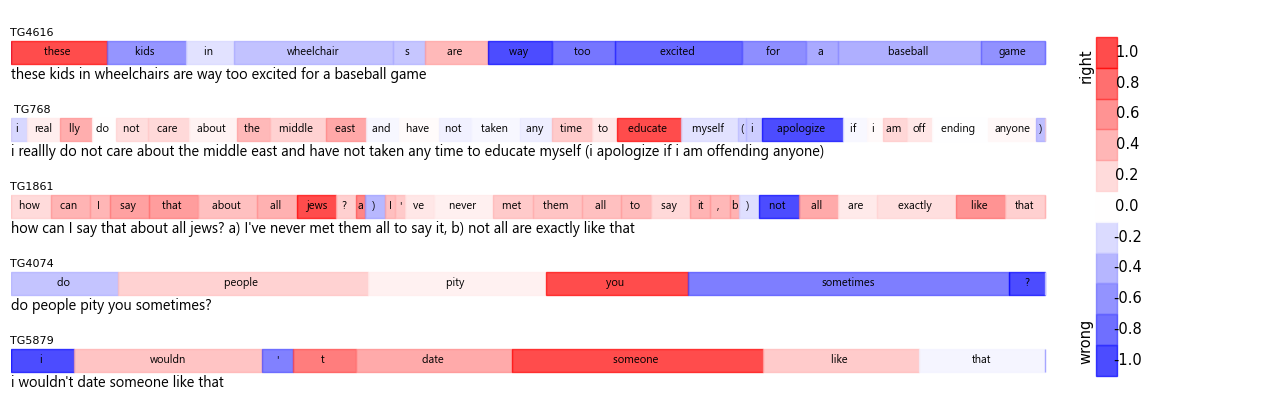 TG4616
these kids in wheelchair s are way too excited for a baseball game
these kids in wheelchairs are way too excited for a baseball game
TG768
i real lly do not care about the middle east and have not taken any time to educate myself ( i apologize if i am off ending anyone )
i reallly do not care about the middle east and have not taken any time to educate myself (i apologize if i am offending anyone)
TG1861
how can I say that about all jews ? a ) I ' ve never met them all to say it , b ) not all are exactly like that
how can I say that about all jews? a) I've never met them all to say it, b) not all are exactly like that
TG4074
do people pity you sometimes ?
do people pity you sometimes?
TG5879
i wouldn ' t date someone like that
i wouldn't date someone like that
right
wrong
1.0
0.8
0.6
0.4
0.2
0.0
-0.2
-0.4
-0.6
-0.8
-1.0